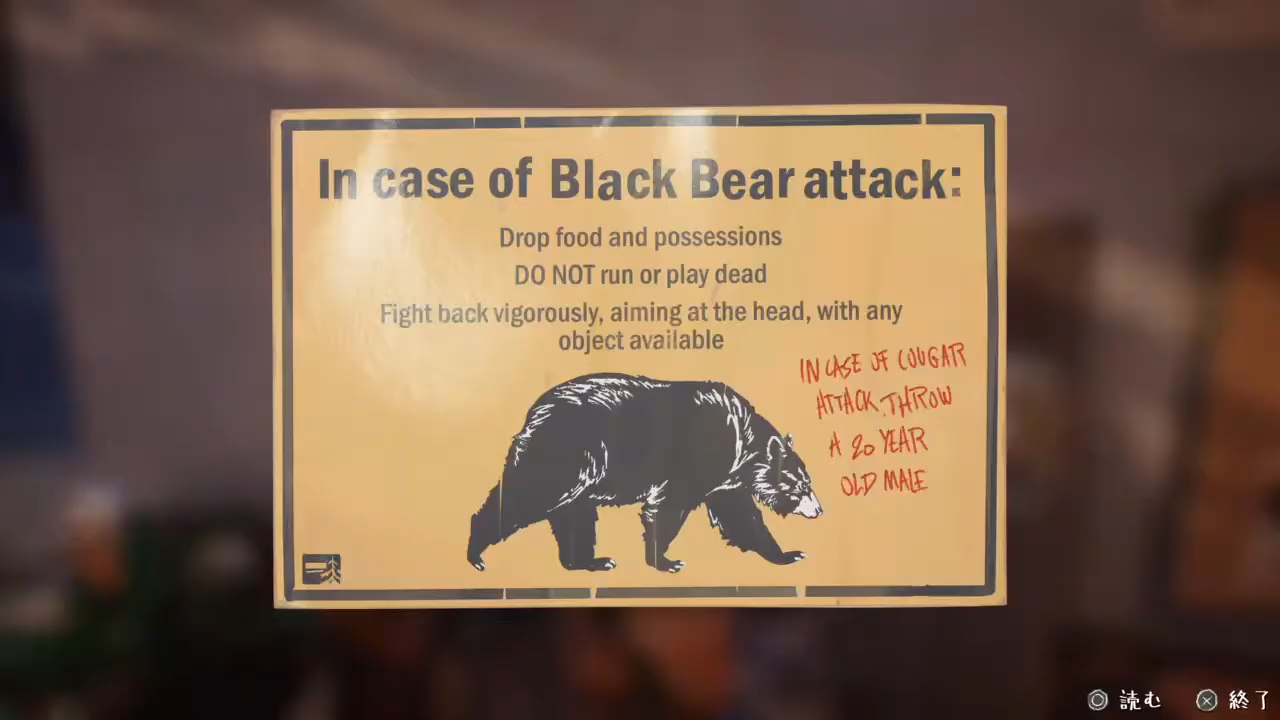 In case of Black Bear attack:
Drop food and possessions
DO NOT run or play dead
Fight back vigorously, aiming at the head, with any
object available
IN CASE OF COUGAR
ATTACK, THROW
A 20 YEAR
OLD MALE
読む 終了